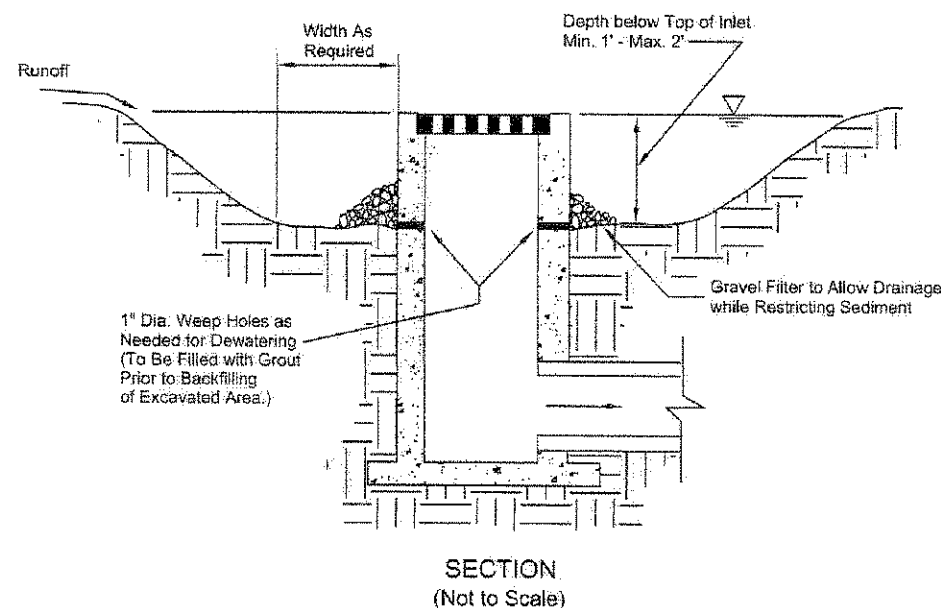 Depth below Top of Inlet
Min. 1' - Max. 2'
Width As
Required
Runoff
Gravel Filter to Allow Drainage
while Restricting Sediment
1" Dia. Weep Holes as
Needed for Dewatering
(To Be Filled with Grout
Prior to Backfilling
of Excavated Area.)
SECTION
(Not to Scale)